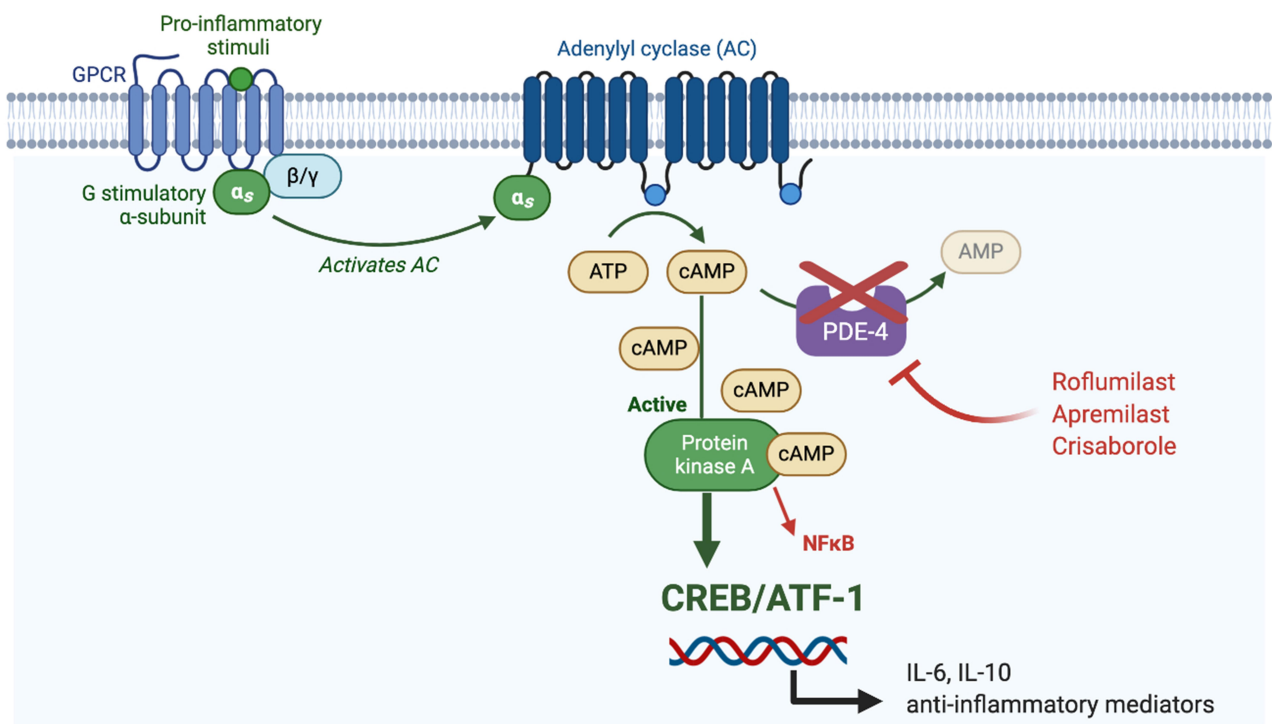 Pro-inflammatory
stimuli
GPCR
Adenylyl cyclase (AC)
β/γ
G stimulatory
α-subunit
αs
αs
Activates AC
ATP
cAMP
AMP
PDE-4
cAMP
cAMP
Active
Protein
kinase A
cAMP
Roflumilast
Apremilast
Crisaborole
NFκB
CREB/ATF-1
IL-6, IL-10
anti-inflammatory mediators